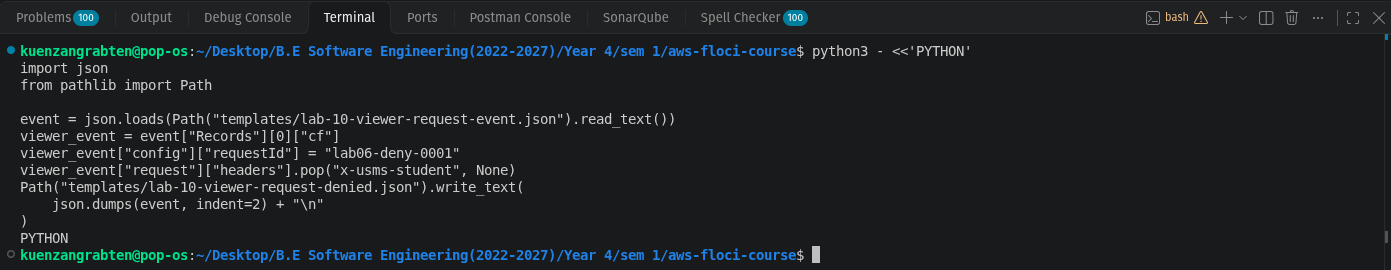 Problems 100 Output Debug Console Terminal Ports Postman Console SonarQube Spell Checker 100 bash
kuenzangrabten@pop-os:~/Desktop/B.E Software Engineering(2022-2027)/Year 4/sem 1/aws-floci-course$ python3 - <<'PYTHON'
import json
from pathlib import Path

event = json.loads(Path("templates/lab-10-viewer-request-event.json").read_text())
viewer_event = event["Records"][0]["cf"]
viewer_event["config"]["requestId"] = "lab06-deny-0001"
viewer_event["request"]["headers"].pop("x-usms-student", None)
Path("templates/lab-10-viewer-request-denied.json").write_text(
    json.dumps(event, indent=2) + "\n"
)
PYTHON
kuenzangrabten@pop-os:~/Desktop/B.E Software Engineering(2022-2027)/Year 4/sem 1/aws-floci-course$